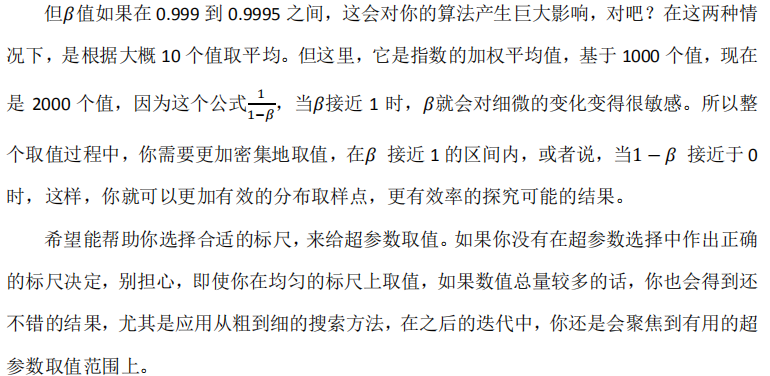 但β值如果在 0.999 到 0.9995 之间，这会对你的算法产生巨大影响，对吧？在这两种情
况下，是根据大概 10 个值取平均。但这里，它是指数的加权平均值，基于 1000 个值，现在
是 2000 个值，因为这个公式$\frac{1}{1-\beta}$，当β接近 1 时，β就会对细微的变化变得很敏感。所以整
个取值过程中，你需要更加密集地取值，在β 接近 1 的区间内，或者说，当1 − β 接近于 0
时，这样，你就可以更加有效的分布取样点，更有效率的探究可能的结果。
希望能帮助你选择合适的标尺，来给超参数取值。如果你没有在超参数选择中作出正确
的标尺决定，别担心，即使你在均匀的标尺上取值，如果数值总量较多的话，你也会得到还
不错的结果，尤其是应用从粗到细的搜索方法，在之后的迭代中，你还是会聚焦到有用的超
参数取值范围上。